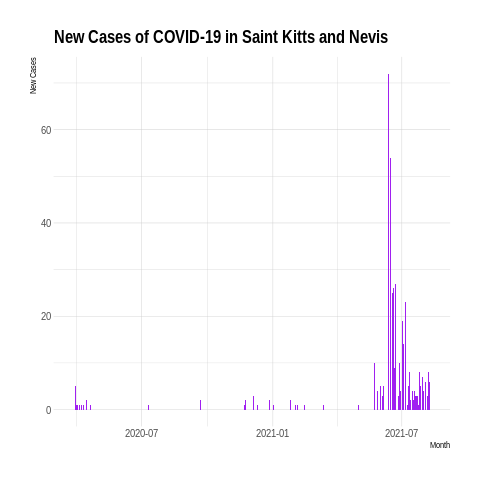 New Cases of COVID-19 in Saint Kitts and Nevis
New Cases
60
40
20
0
2020-07
2021-01
2021-07
Month